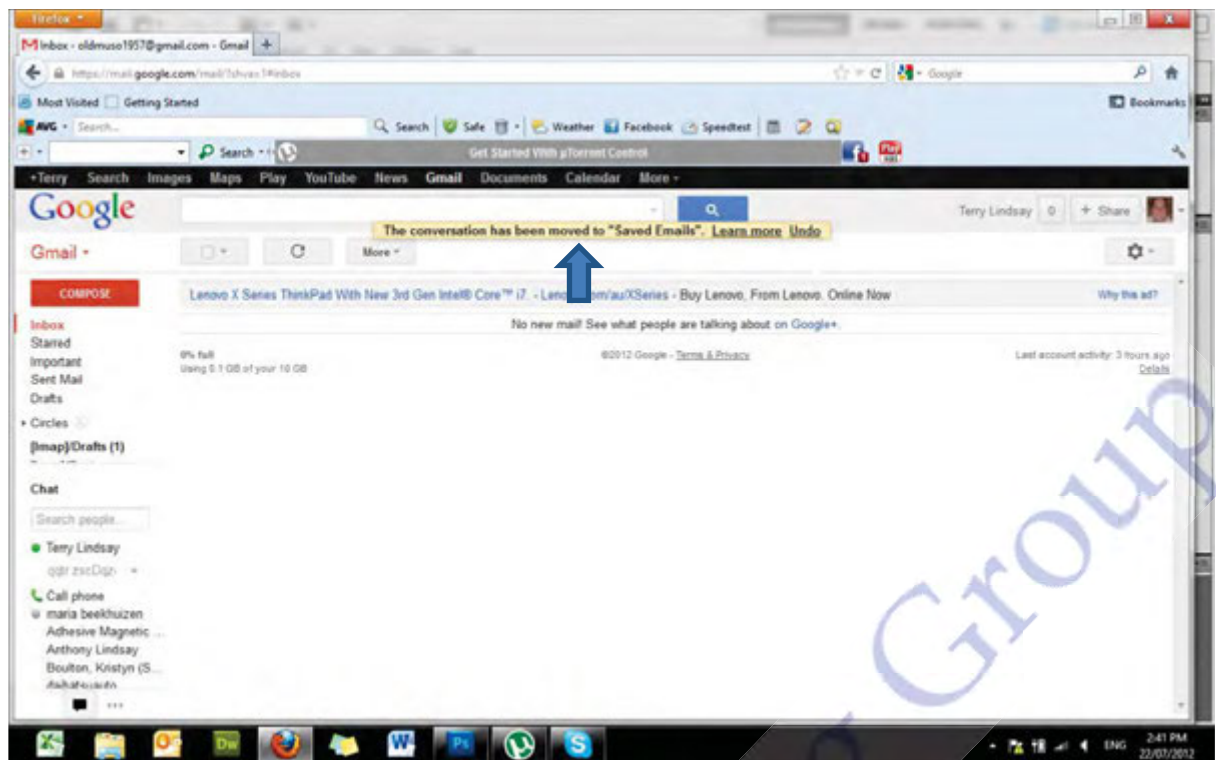 Firefox
Inbox - oldmuso1957@gmail.com - Gmail +
https://mail.google.com/mail/?shva=1#inbox Google
Most Visited Getting Started Bookmarks
AVG Search... Search Safe Weather Facebook Speedtest
Search Get Started With µTorrent Control
+Terry Search Images Maps Play YouTube News Gmail Documents Calendar More
Google Terry Lindsay 0 + Share
The conversation has been moved to "Saved Emails". Learn more Undo
Gmail More
COMPOSE Lenovo X Series ThinkPad With New 3rd Gen Intel® Core™ i7. - Buy Lenovo, From Lenovo. Online Now Why this ad?
Inbox No new mail! See what people are talking about on Google+.
Starred
Important 0% full ©2012 Google - Terms & Privacy Last account activity: 3 hours ago
Sent Mail Using 0.1 GB of your 10 GB Details
Drafts
Circles
[Imap]/Drafts (1)
Chat
Search people...
Terry Lindsay
Call phone
maria beekhuizen
Adhesive Magnetic ...
Anthony Lindsay
Boulton, Kristyn (S...
Group
Dw W Ps S ENG 2:41 PM
22/07/2012